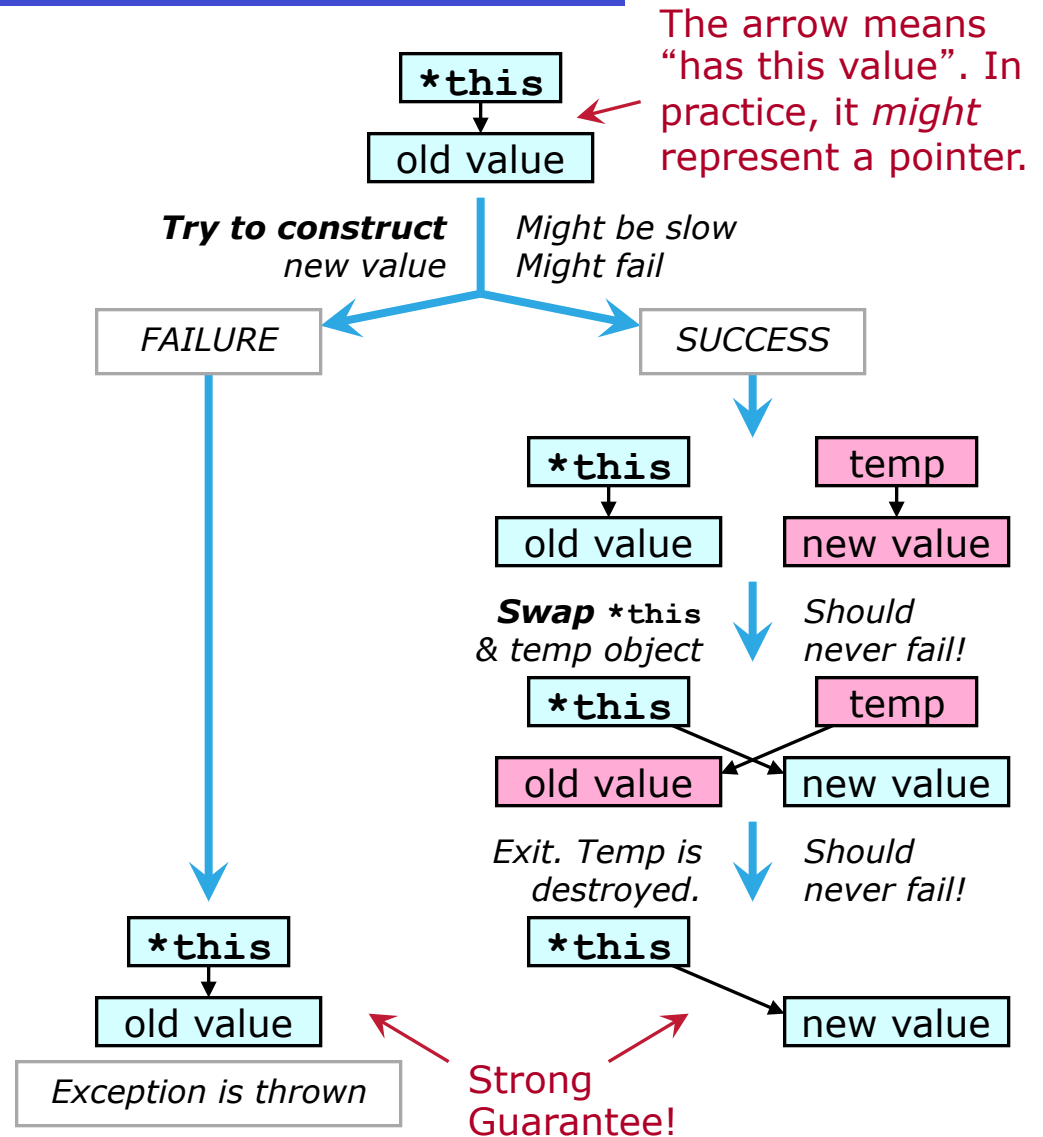 The arrow means
“has this value”. In
practice, it might
represent a pointer.
*this
old value
Try to construct
new value
Might be slow
Might fail
FAILURE
SUCCESS
*this
temp
old value
new value
Swap *this
& temp object
Should
never fail!
*this
temp
old value
new value
Exit. Temp is
destroyed.
Should
never fail!
*this
old value
Exception is thrown
*this
new value
Strong
Guarantee!